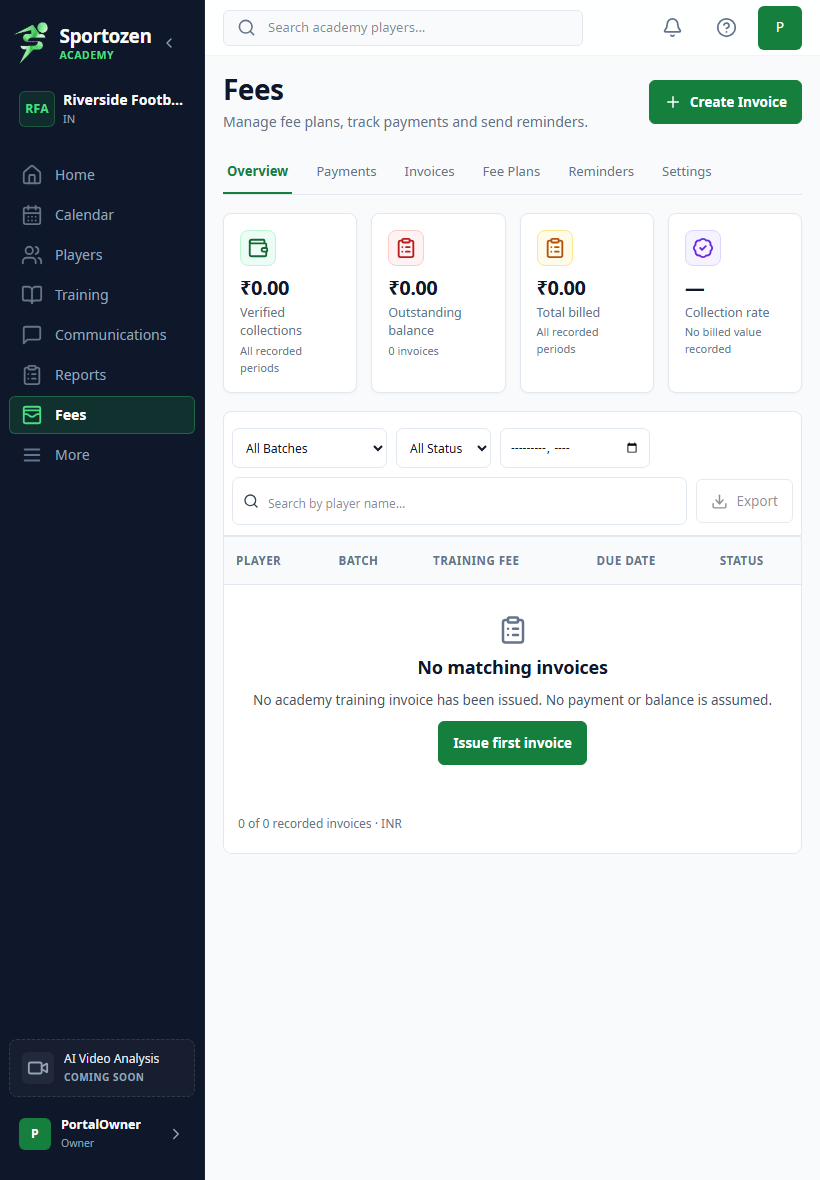 Sportozen
ACADEMY
RFA
Riverside Footb...
IN
Home
Calendar
Players
Training
Communications
Reports
Fees
More
AI Video Analysis
COMING SOON
P
PortalOwner
Owner
Search academy players...
P
Fees
Manage fee plans, track payments and send reminders.
Create Invoice
Overview
Payments
Invoices
Fee Plans
Reminders
Settings
₹0.00
Verified
collections
All recorded
periods
₹0.00
Outstanding
balance
0 invoices
₹0.00
Total billed
All recorded
periods
—
Collection rate
No billed value
recorded
All Batches
All Status
---------, ----
Search by player name...
Export
PLAYER
BATCH
TRAINING FEE
DUE DATE
STATUS
No matching invoices
No academy training invoice has been issued. No payment or balance is assumed.
Issue first invoice
0 of 0 recorded invoices · INR